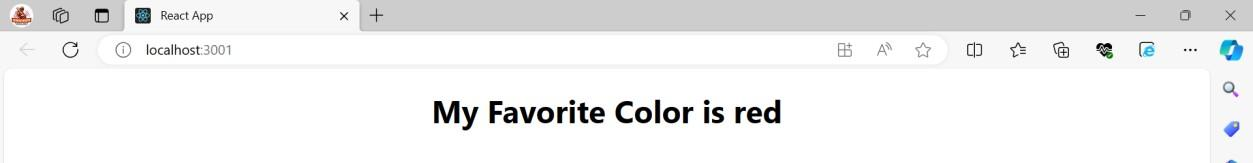 React App
localhost:3001
My Favorite Color is red